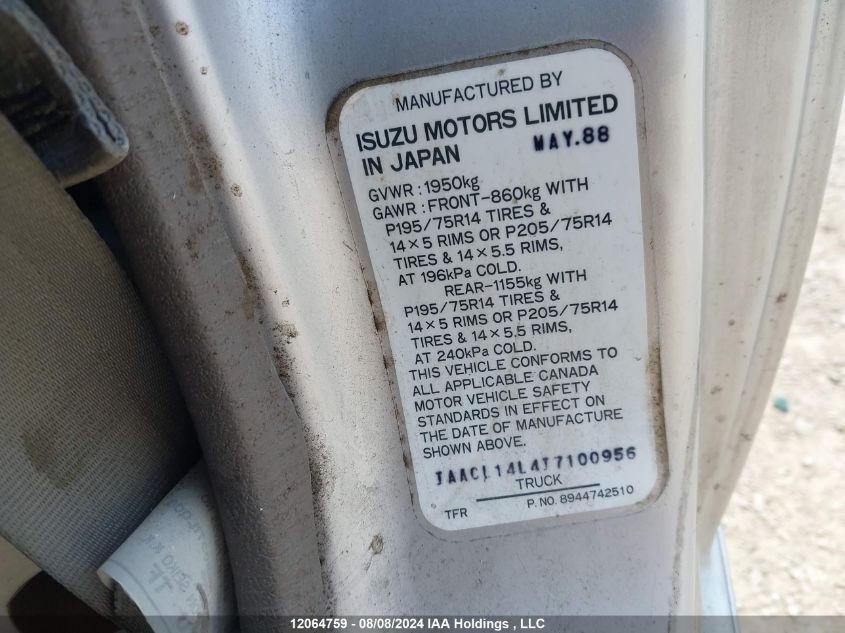 MANUFACTURED BY
ISUZU MOTORS LIMITED
IN JAPAN MAY.88
GVWR : 1950kg
GAWR : FRONT-860kg WITH
P195/75R14 TIRES &
14×5 RIMS OR P205/75R14
TIRES & 14×5.5 RIMS,
AT 196kPa COLD.
REAR-1155kg WITH
P195/75R14 TIRES &
14×5 RIMS OR P205/75R14
TIRES & 14×5.5 RIMS,
AT 240kPa COLD.
THIS VEHICLE CONFORMS TO
ALL APPLICABLE CANADA
MOTOR VEHICLE SAFETY
STANDARDS IN EFFECT ON
THE DATE OF MANUFACTURE
SHOWN ABOVE.
JAACL14L4J7100956
TRUCK
TFR P. NO. 8944742510
12064759 - 08/08/2024 IAA Holdings , LLC